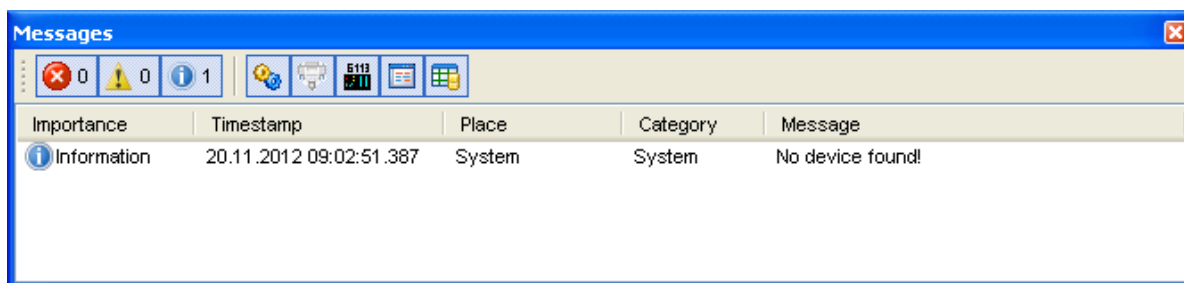 Messages
0 0 1 5113
Importance Timestamp Place Category Message
Information 20.11.2012 09:02:51.387 System System No device found!